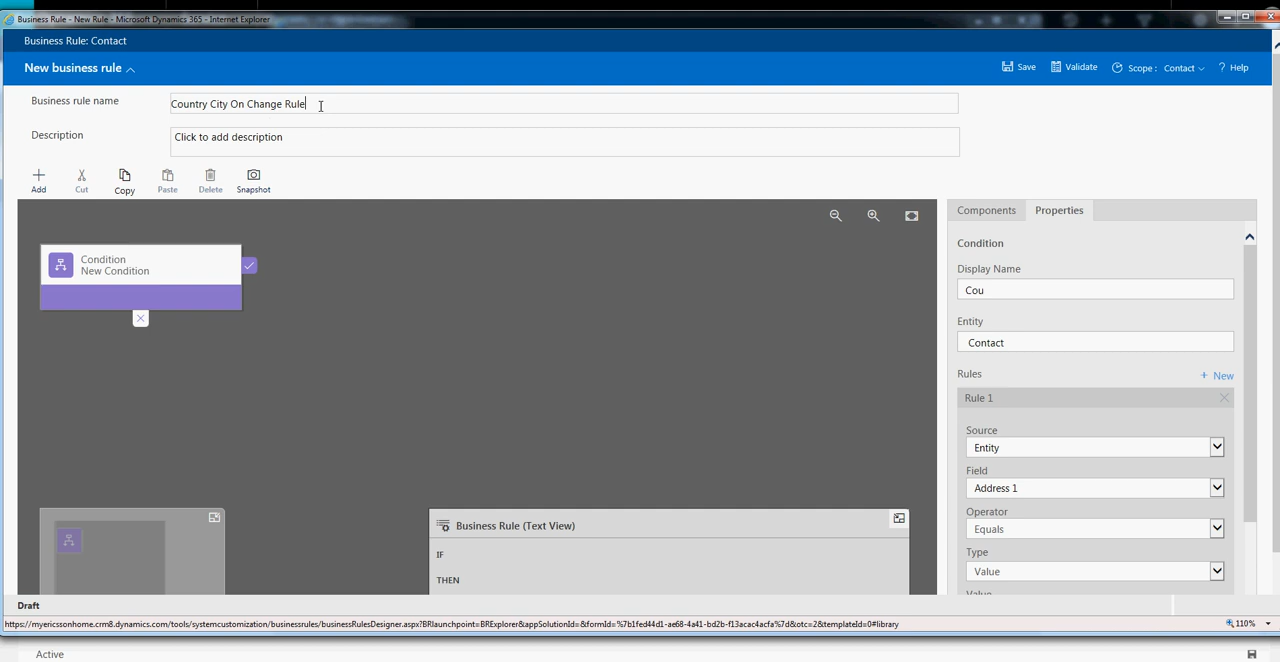 Business Rule - New Rule - Microsoft Dynamics 365 - Internet Explorer
Business Rule: Contact
New business rule
Save
Validate
Scope :
Contact
? Help
Business rule name
Country City On Change Rule
Description
Click to add description
Add
Cut
Copy
Paste
Delete
Snapshot
Components
Properties
Condition
New Condition
Condition
Display Name
Cou
Entity
Contact
Rules
+ New
Rule 1
Source
Entity
Field
Address 1
Operator
Equals
Type
Value
Business Rule (Text View)
IF
THEN
Draft
https://myericssonhome.crm8.dynamics.com/tools/systemcustomization/businessrules/businessRulesDesigner.aspx?BRlaunchpoint=BRExplorer&appSolutionId=&formId=%7b1fed44d1-ae68-4a41-bd2b-f13acac4acfa%7d&otc=2&templateId=0#library
110%
Active